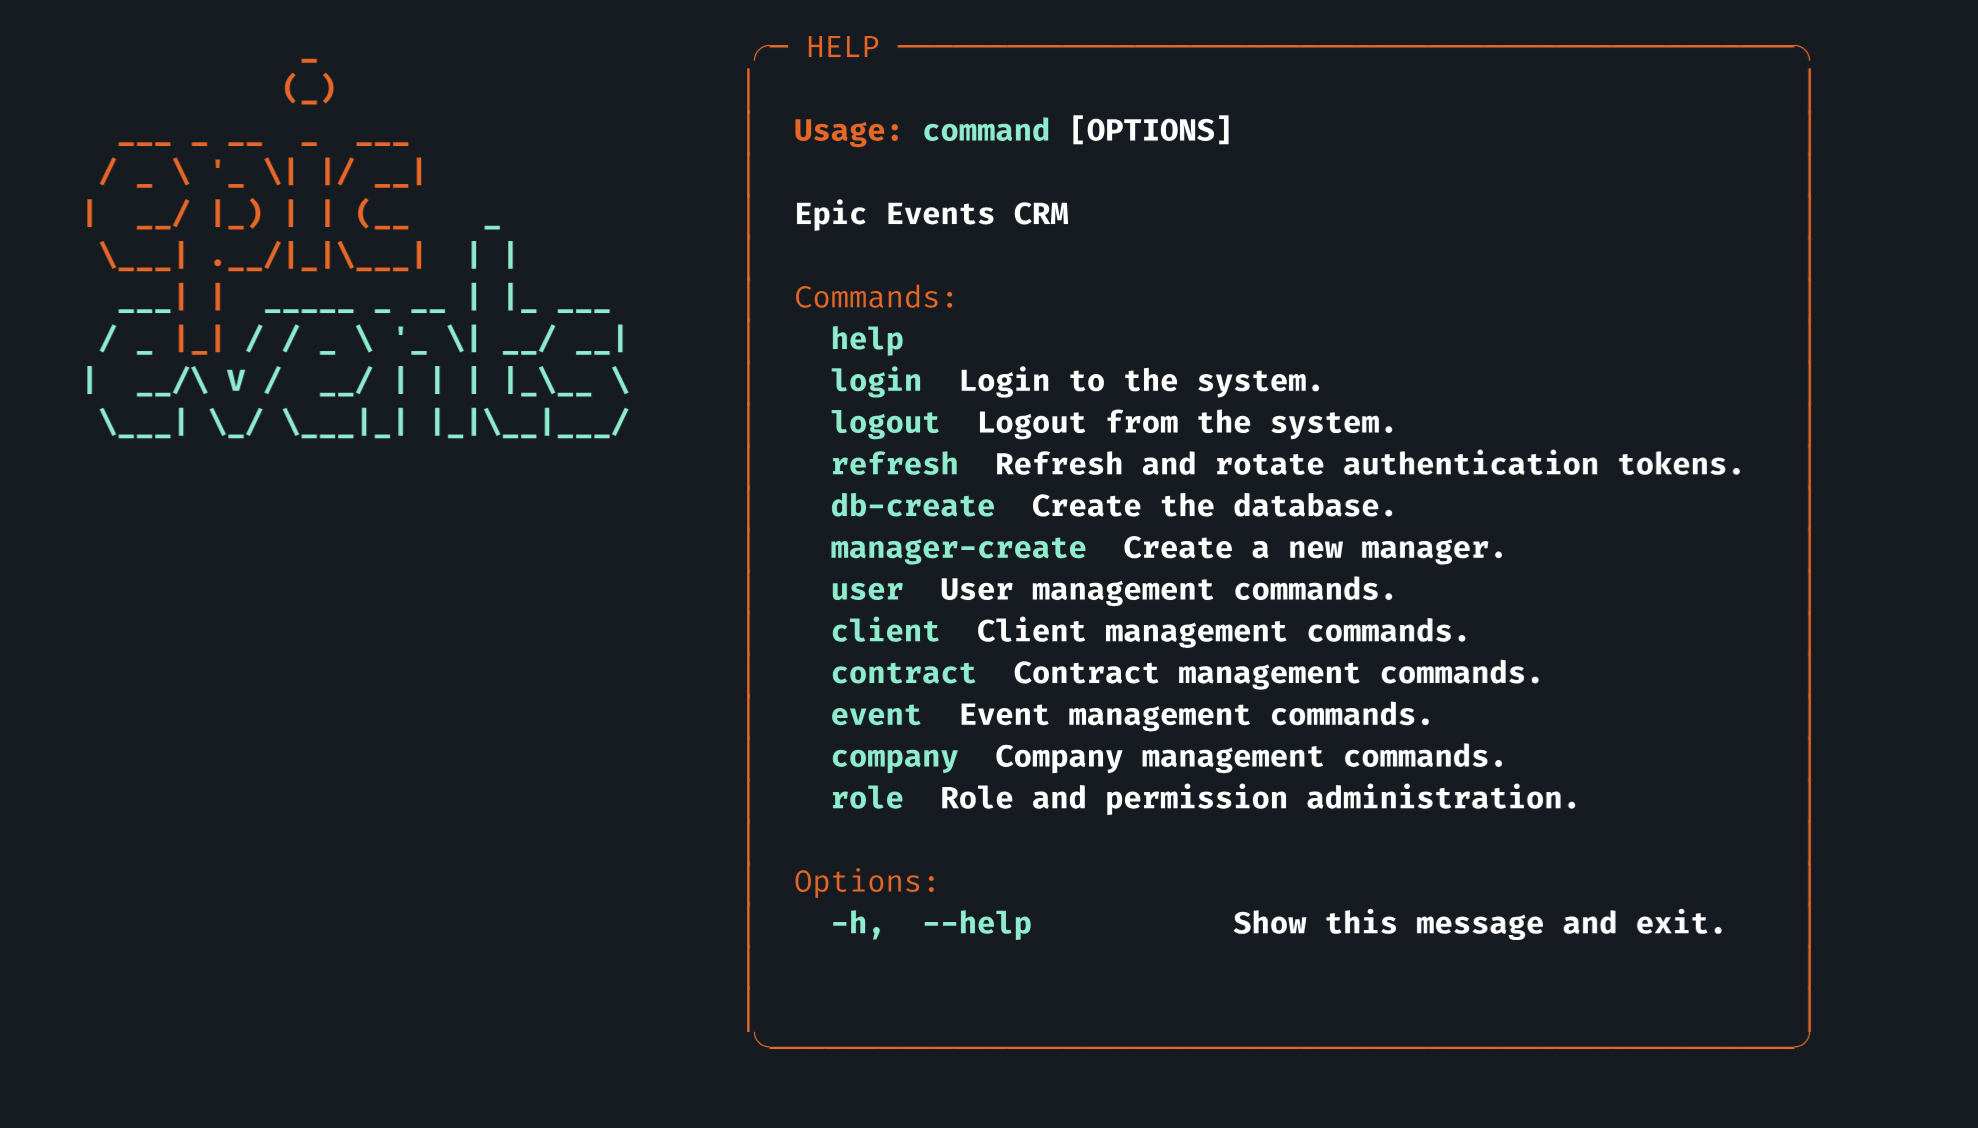 epic
events
HELP
Usage: command [OPTIONS]
Epic Events CRM
Commands:
help
login  Login to the system.
logout  Logout from the system.
refresh  Refresh and rotate authentication tokens.
db-create  Create the database.
manager-create  Create a new manager.
user  User management commands.
client  Client management commands.
contract  Contract management commands.
event  Event management commands.
company  Company management commands.
role  Role and permission administration.
Options:
-h,  --help           Show this message and exit.